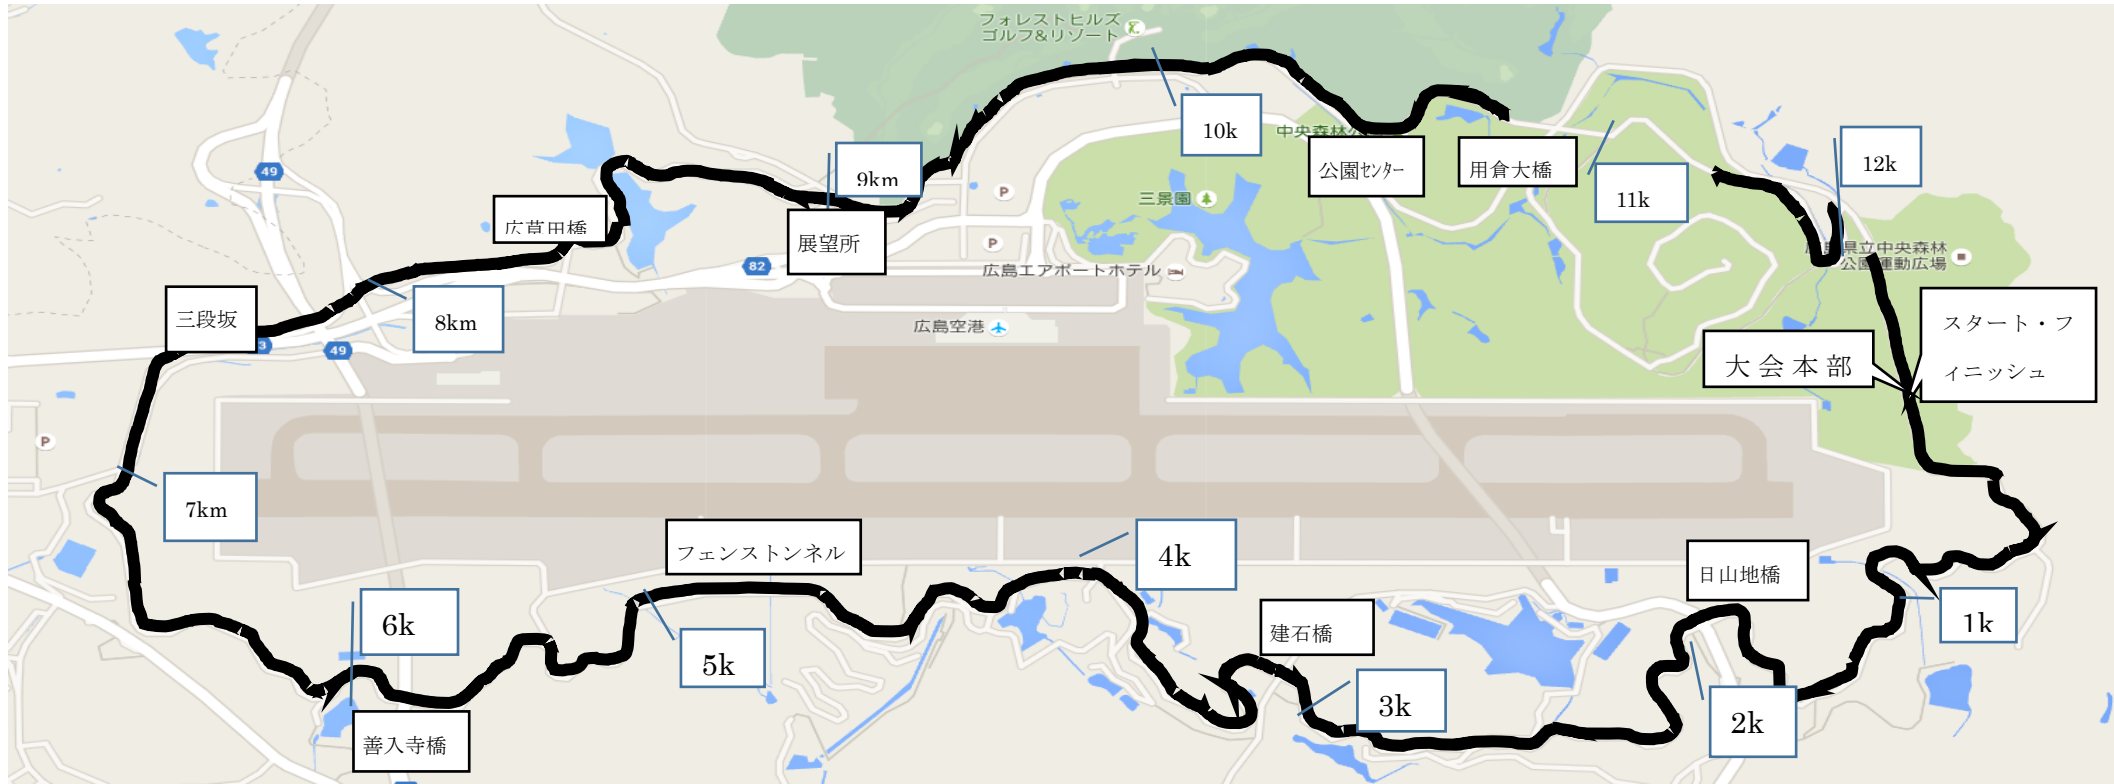 フォレストヒルズ
ゴルフ&リゾート
10k
中央森林公
公園センター
用倉大橋
11k
12k
9km
展望所
49
P
三景園
県立中央森林
公園運動広場
P
82
広島エアポートホテル
三段坂
8km
広島空港
3
49
大会本部
スタート・フ
ィニッシュ
P
7km
フェンストンネル
4k
日山地橋
1k
6k
5k
建石橋
3k
2k
善入寺橋